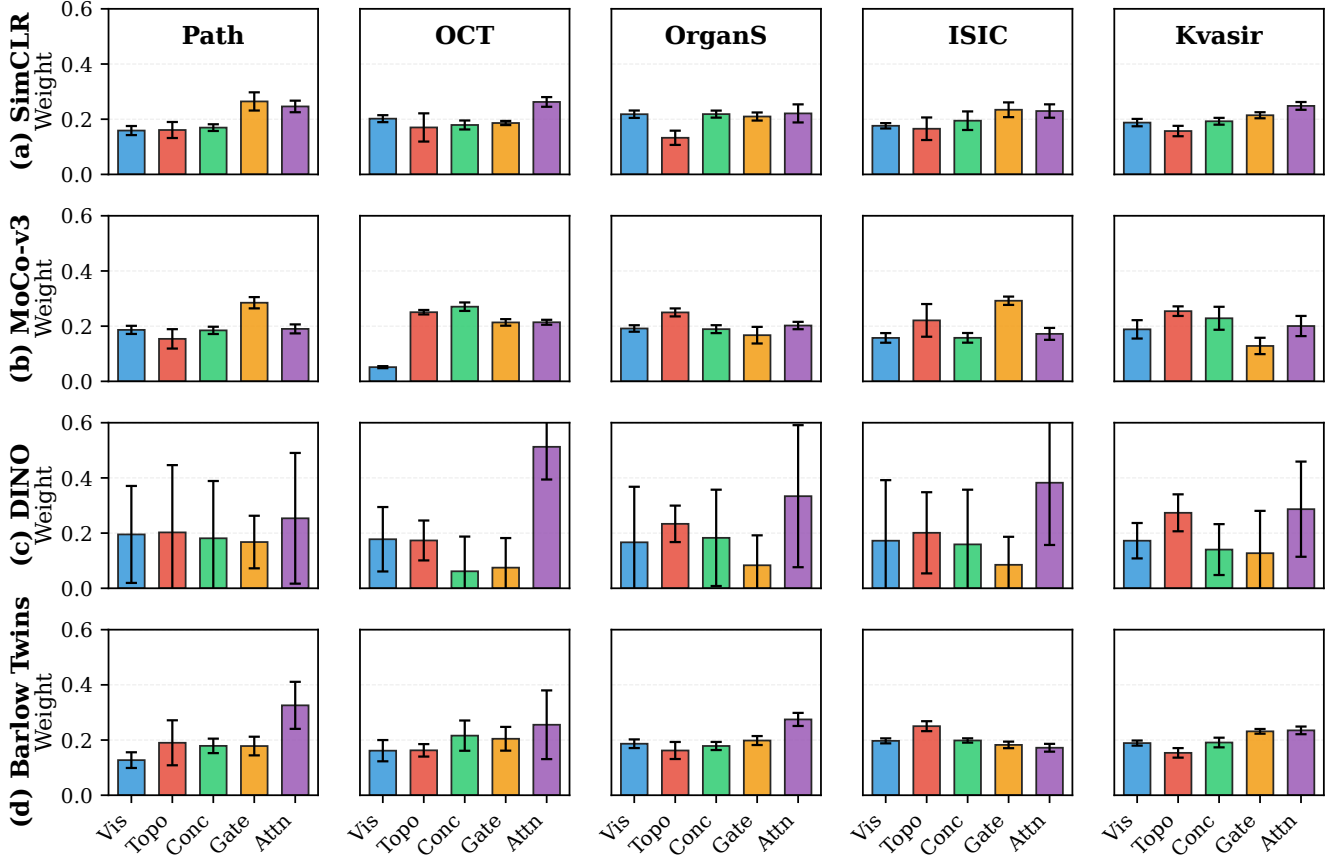 Path
OCT
OrganS
ISIC
Kvasir
(a) SimCLR
Weight
0.6
0.4
0.2
0.0
(b) MoCo-v3
Weight
0.6
0.4
0.2
0.0
(c) DINO
Weight
0.6
0.4
0.2
0.0
(d) Barlow Twins
Weight
0.6
0.4
0.2
0.0
Vis Topo Conc Gate Attn
Vis Topo Conc Gate Attn
Vis Topo Conc Gate Attn
Vis Topo Conc Gate Attn
Vis Topo Conc Gate Attn